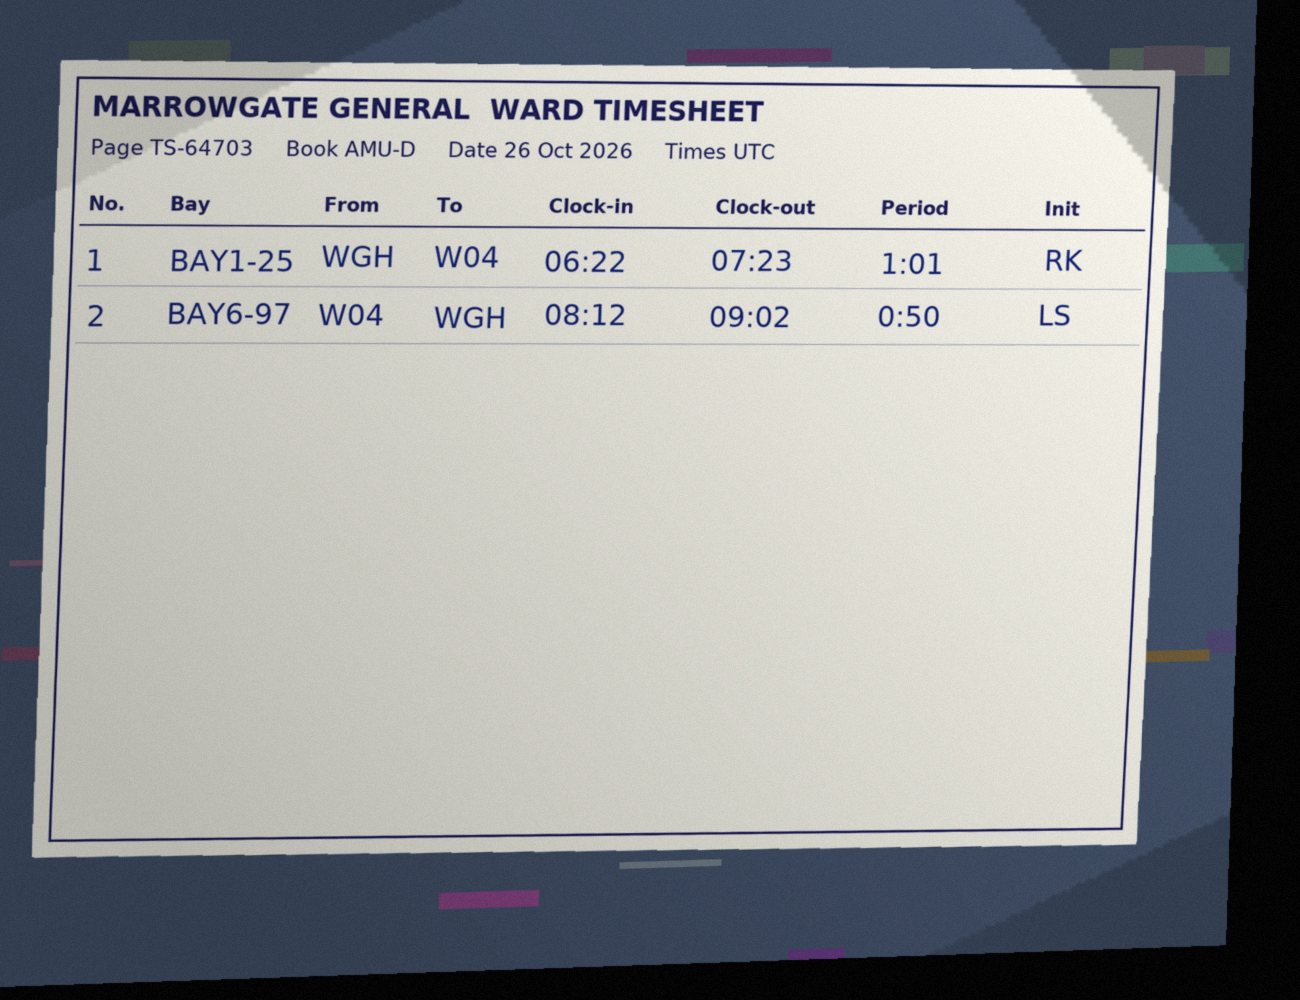 MARROWGATE GENERAL WARD TIMESHEET
Page TS-64703 Book AMU-D Date 26 Oct 2026 Times UTC
No. Bay From To Clock-in Clock-out Period Init
1 BAY1-25 WGH W04 06:22 07:23 1:01 RK
2 BAY6-97 W04 WGH 08:12 09:02 0:50 LS